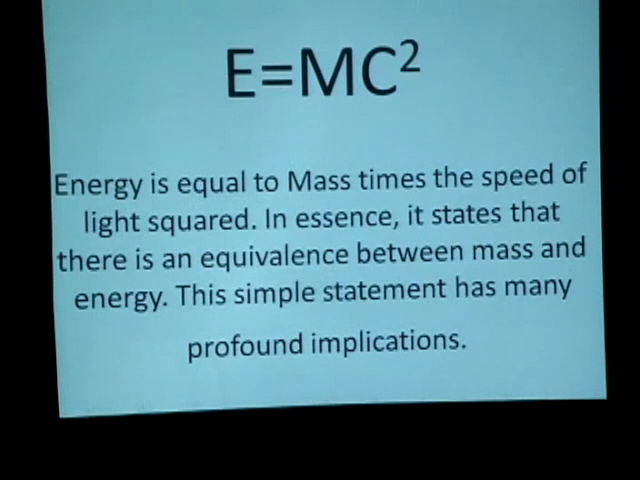 E=MC²
Energy is equal to Mass times the speed of
light squared. In essence, it states that
there is an equivalence between mass and
energy. This simple statement has many
profound implications.